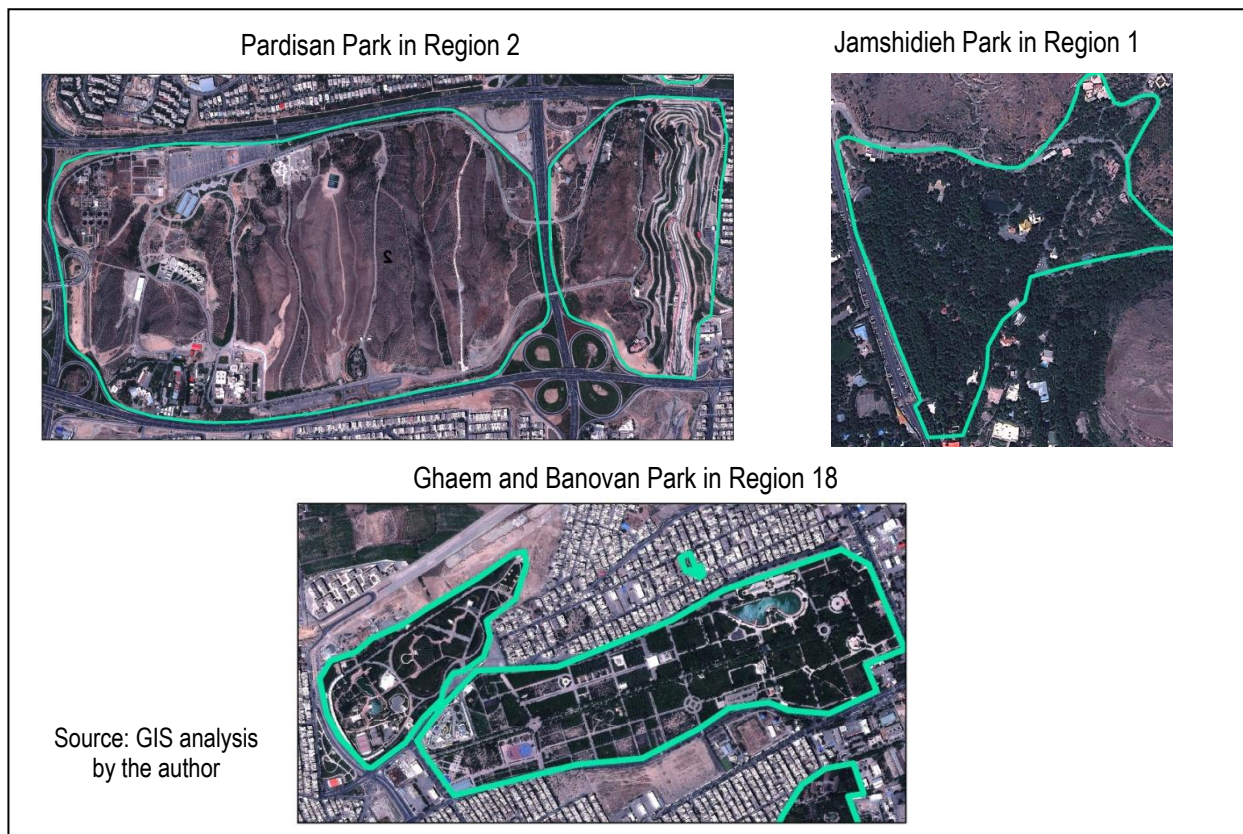 Pardisan Park in Region 2
Jamshidieh Park in Region 1
2
Ghaem and Banovan Park in Region 18
Source: GIS analysis
by the author